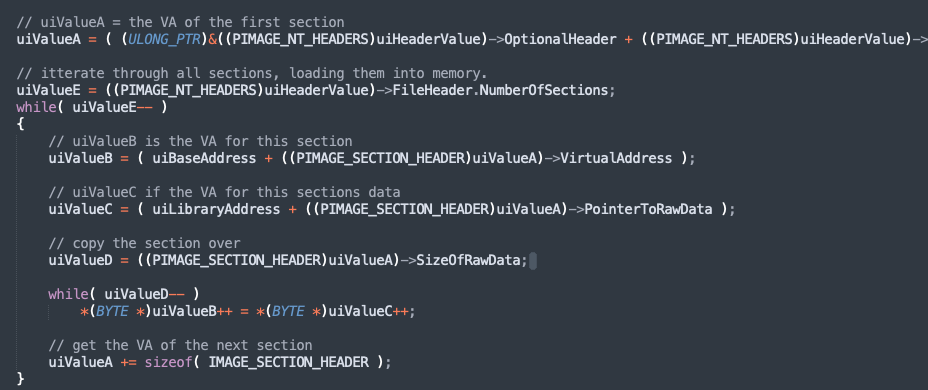 // uiValueA = the VA of the first section
uiValueA = ( (ULONG_PTR)&((PIMAGE_NT_HEADERS)uiHeaderValue)->OptionalHeader + ((PIMAGE_NT_HEADERS)uiHeaderValue)->
// itterate through all sections, loading them into memory.
uiValueE = ((PIMAGE_NT_HEADERS)uiHeaderValue)->FileHeader.NumberOfSections;
while( uiValueE-- )
{
// uiValueB is the VA for this section
uiValueB = ( uiBaseAddress + ((PIMAGE_SECTION_HEADER)uiValueA)->VirtualAddress );
// uiValueC if the VA for this sections data
uiValueC = ( uiLibraryAddress + ((PIMAGE_SECTION_HEADER)uiValueA)->PointerToRawData );
// copy the section over
uiValueD = ((PIMAGE_SECTION_HEADER)uiValueA)->SizeOfRawData;
while( uiValueD-- )
*(BYTE *)uiValueB++ = *(BYTE *)uiValueC++;
// get the VA of the next section
uiValueA += sizeof( IMAGE_SECTION_HEADER );
}